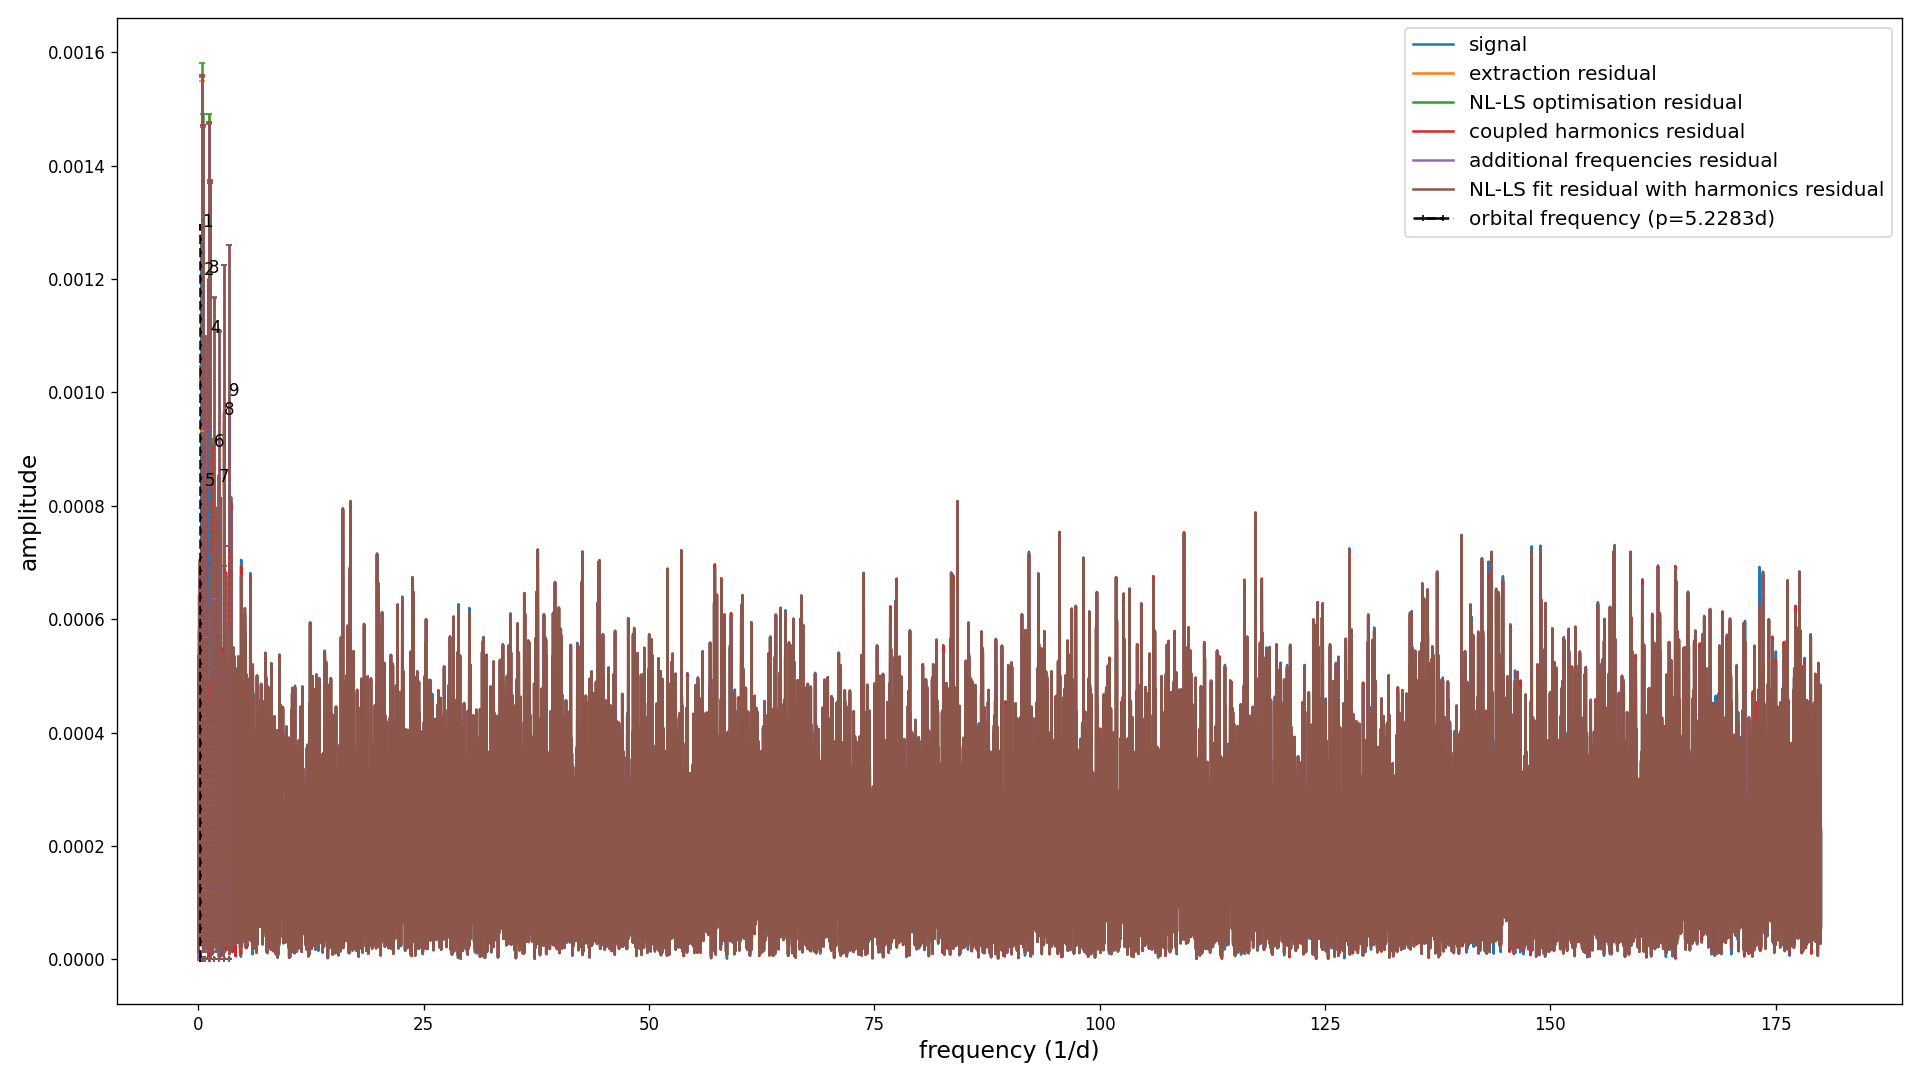 0.0016
0.0014
0.0012
0.0010
0.0008
0.0006
0.0004
0.0002
0.0000
amplitude
signal
extraction residual
NL-LS optimisation residual
coupled harmonics residual
additional frequencies residual
NL-LS fit residual with harmonics residual
orbital frequency (p=5.2283d)
1
2
3
4
9
8
6
7
5
0
25
50
75
100
125
150
175
frequency (1/d)